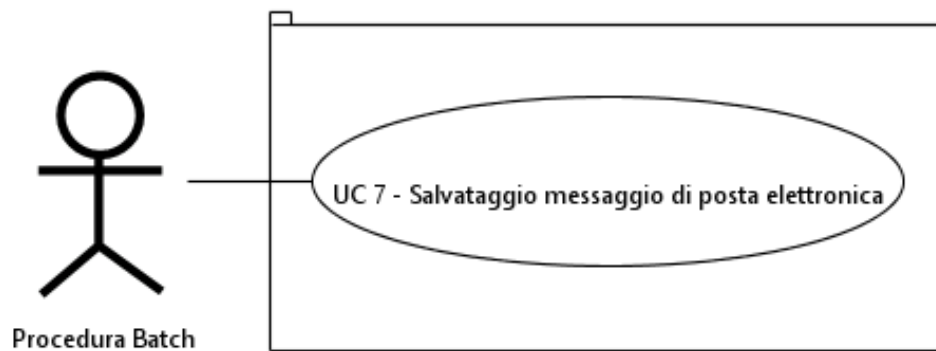 UC 7 - Salvataggio messaggio di posta elettronica
Procedura Batch